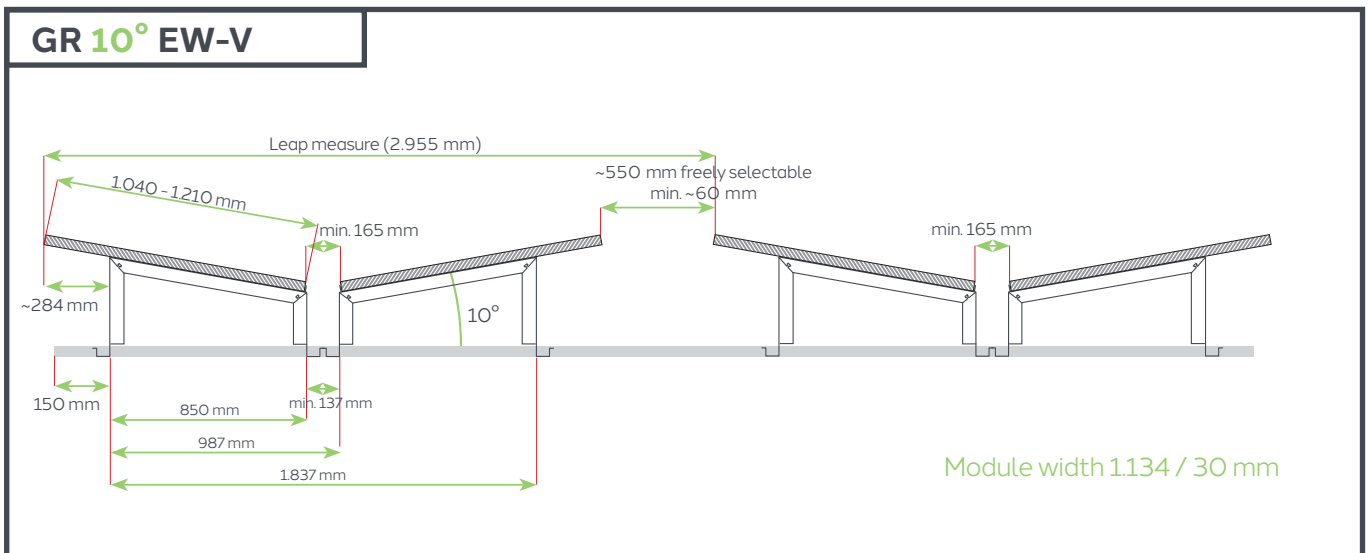 GR 10° EW-V
Leap measure (2.955 mm)
~550 mm freely selectable
min. ~60 mm
1.040 - 1.210 mm
min. 165 mm
min. 165 mm
~284 mm
10°
150 mm
850 mm
min. 137 mm
987 mm
1.837 mm
Module width 1.134 / 30 mm